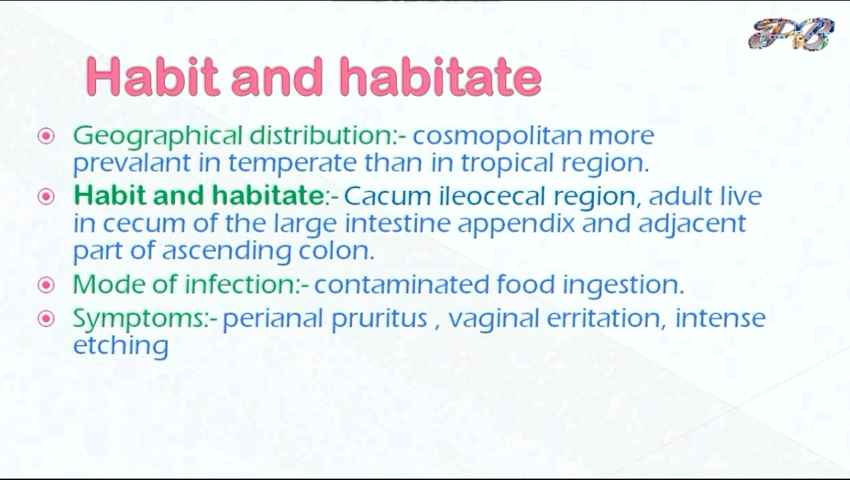 PB
Habit and habitate
Geographical distribution:- cosmopolitan more
prevalant in temperate than in tropical region.
Habit and habitate:- Cacum ileocecal region, adult live
in cecum of the large intestine appendix and adjacent
part of ascending colon.
Mode of infection:- contaminated food ingestion.
Symptoms:- perianal pruritus , vaginal erritation, intense
etching